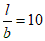 l/b = 10